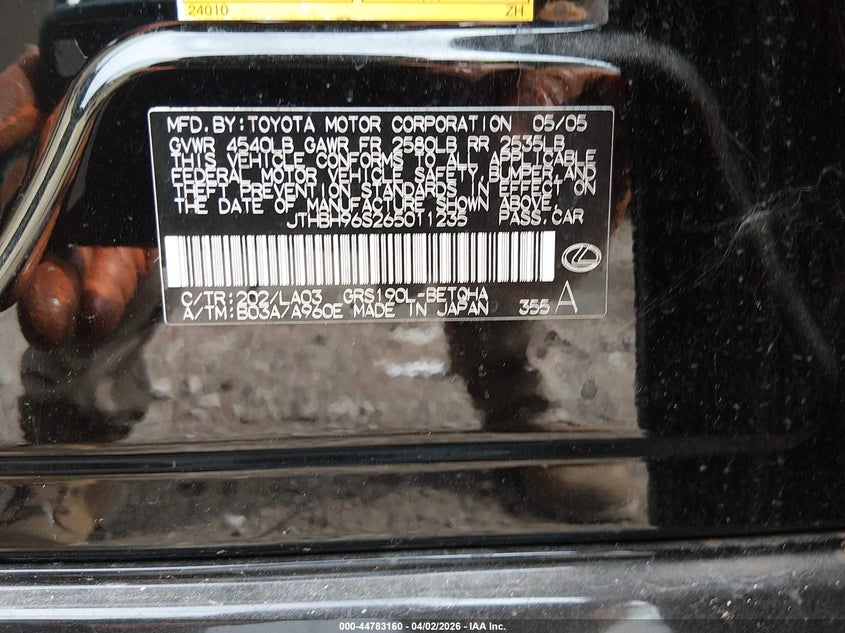 24010 ZH
MFD.BY:TOYOTA MOTOR CORPORATION 05/05
GVWR 4540LB GAWR FR 2580LB RR 2535LB
THIS VEHICLE CONFORMS TO ALL APPLICABLE
FEDERAL MOTOR VEHICLE SAFETY, BUMPER,AND
THEFT PREVENTION STANDARDS IN EFFECT ON
THE DATE OF MANUFACTURE SHOWN ABOVE.
JTHBH96S2650T1235 PASS.CAR
C/TR:202/LA03 GRS190L-BETQHA
A/TM:B03A/A960E MADE IN JAPAN 355 A
000-44783160 - 04/02/2026 - IAA Inc.